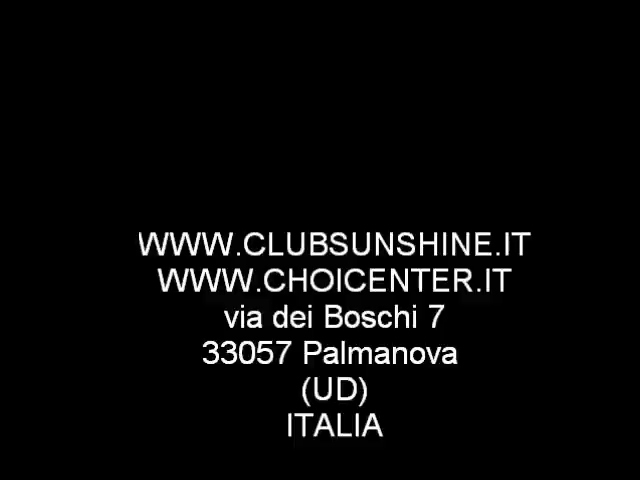 WWW.CLUBSUNSHINE.IT
WWW.CHOICENTER.IT
via dei Boschi 7
33057 Palmanova
(UD)
ITALIA